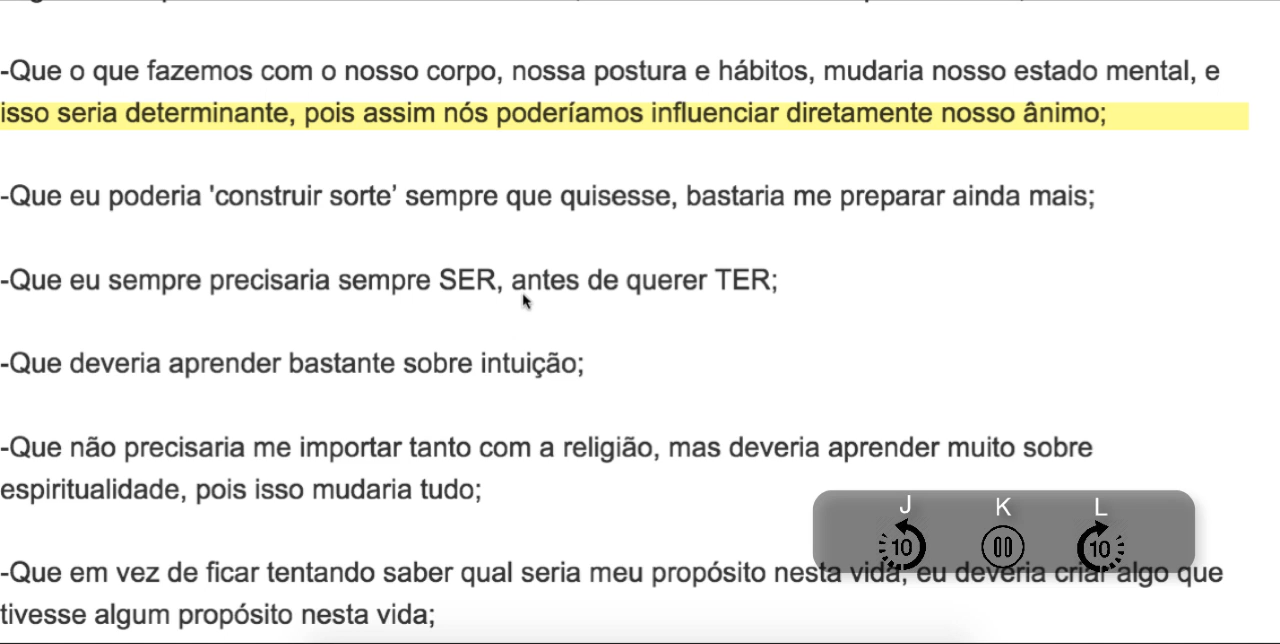 -Que o que fazemos com o nosso corpo, nossa postura e hábitos, mudaria nosso estado mental, e
isso seria determinante, pois assim nós poderíamos influenciar diretamente nosso ânimo;
-Que eu poderia 'construir sorte’ sempre que quisesse, bastaria me preparar ainda mais;
-Que eu sempre precisaria sempre SER, antes de querer TER;
-Que deveria aprender bastante sobre intuição;
-Que não precisaria me importar tanto com a religião, mas deveria aprender muito sobre
espiritualidade, pois isso mudaria tudo;
J K L
10 10
-Que em vez de ficar tentando saber qual seria meu propósito nesta vida, eu deveria criar algo que
tivesse algum propósito nesta vida;